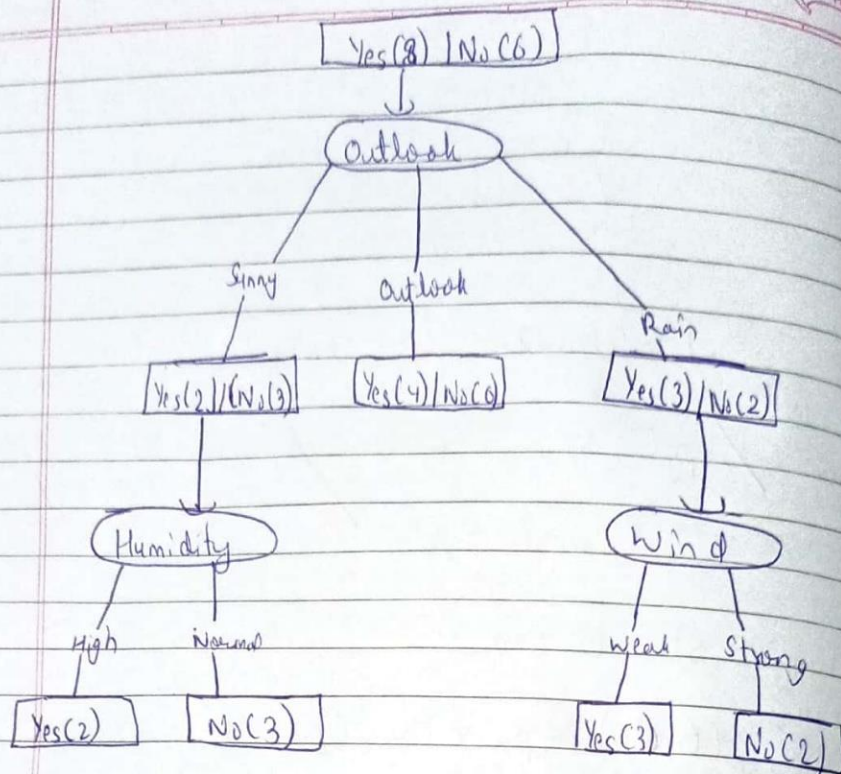 Yes(8) | No(6)
Outlook
Sunny
Outlook
Rain
Yes(2)/(No(3)
Yes(4)/No(0)
Yes(3)/No(2)
Humidity
Wind
High
Normal
Weak
Strong
Yes(2)
No(3)
Yes(3)
No(2)